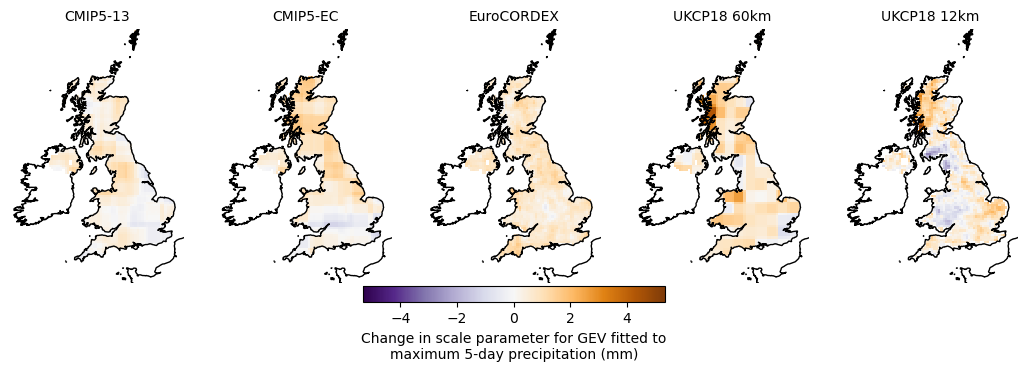 CMIP5-13 CMIP5-EC EuroCORDEX UKCP18 60km UKCP18 12km
−4 −2 0 2 4
Change in scale parameter for GEV fitted to
maximum 5-day precipitation (mm)